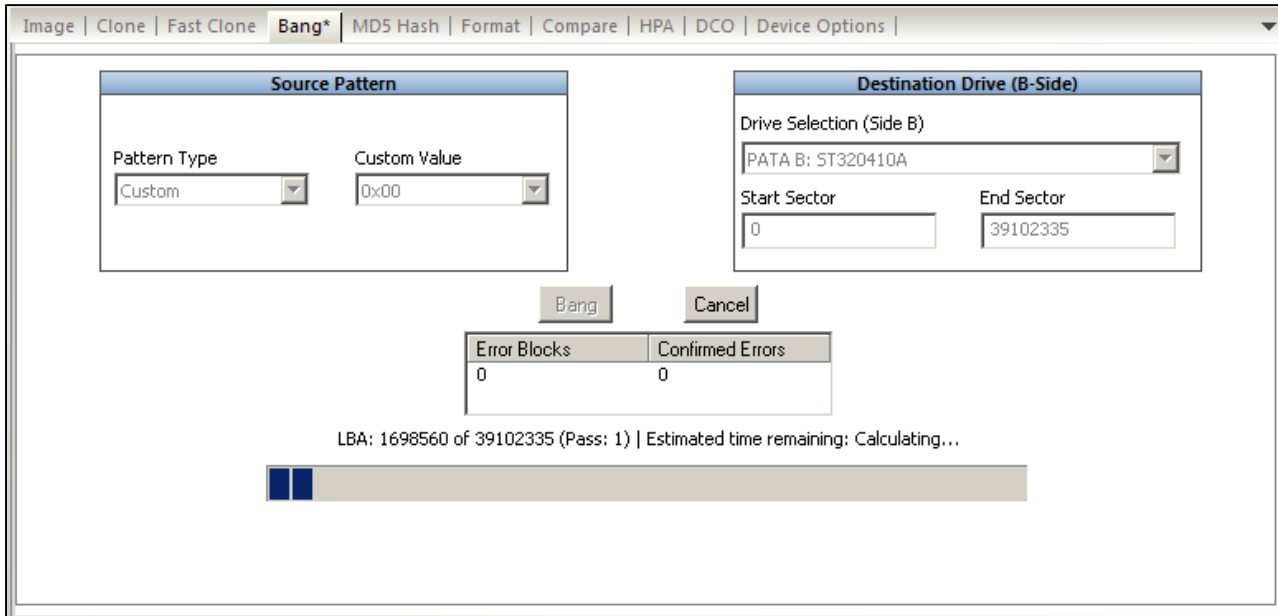 Image | Clone | Fast Clone Bang* MD5 Hash | Format | Compare | HPA | DCO | Device Options |
Source Pattern
Pattern Type Custom Value
Custom 0x00
Destination Drive (B-Side)
Drive Selection (Side B)
PATA B: ST320410A
Start Sector End Sector
0 39102335
Bang Cancel
Error Blocks Confirmed Errors
0 0
LBA: 1698560 of 39102335 (Pass: 1) | Estimated time remaining: Calculating...